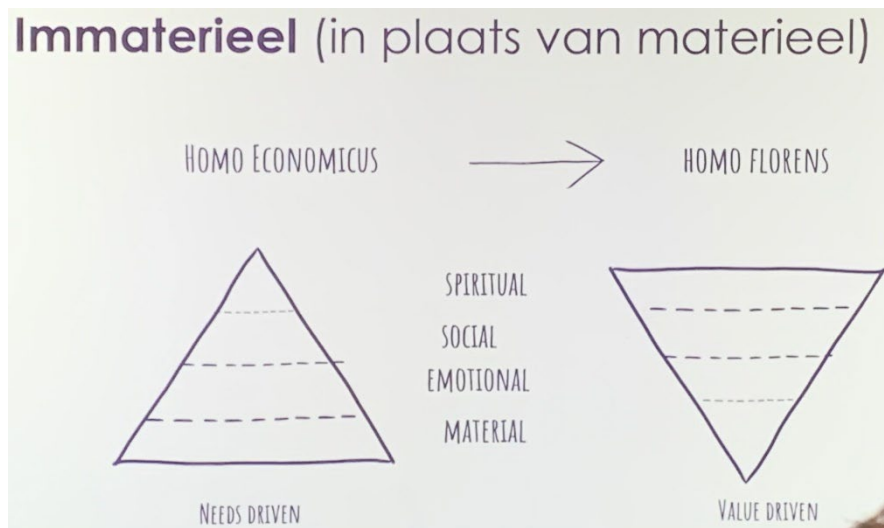 Immaterieel (in plaats van materieel)
HOMO ECONOMICUS
HOMO FLORENS
SPIRITUAL
SOCIAL
EMOTIONAL
MATERIAL
NEEDS DRIVEN
VALUE DRIVEN